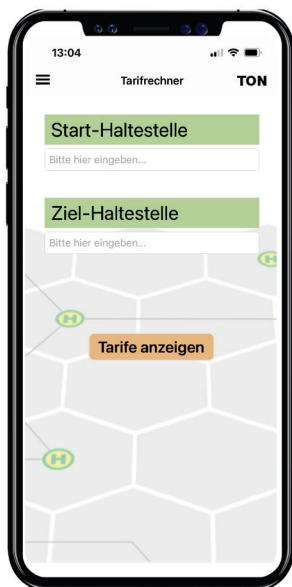 13:04
Tarifrechner TON
Start-Haltestelle
Bitte hier eingeben...
Ziel-Haltestelle
Bitte hier eingeben...
H
H
Tarife anzeigen
H